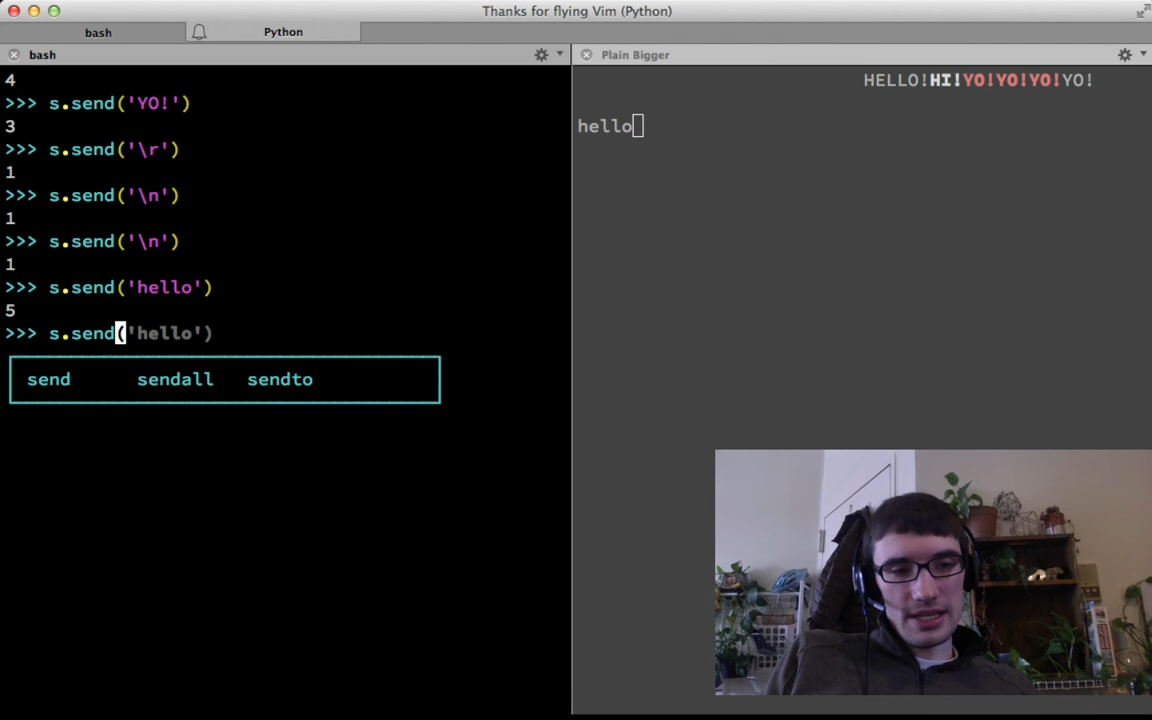 Thanks for flying Vim (Python)
bash
Python
bash
4
>>> s.send('YO!')
3
>>> s.send('\r')
1
>>> s.send('\n')
1
>>> s.send('\n')
1
>>> s.send('hello')
5
>>> s.send('hello')
send sendall sendto
Plain Bigger
HELLO!HI!YO!YO!YO!YO!
hello